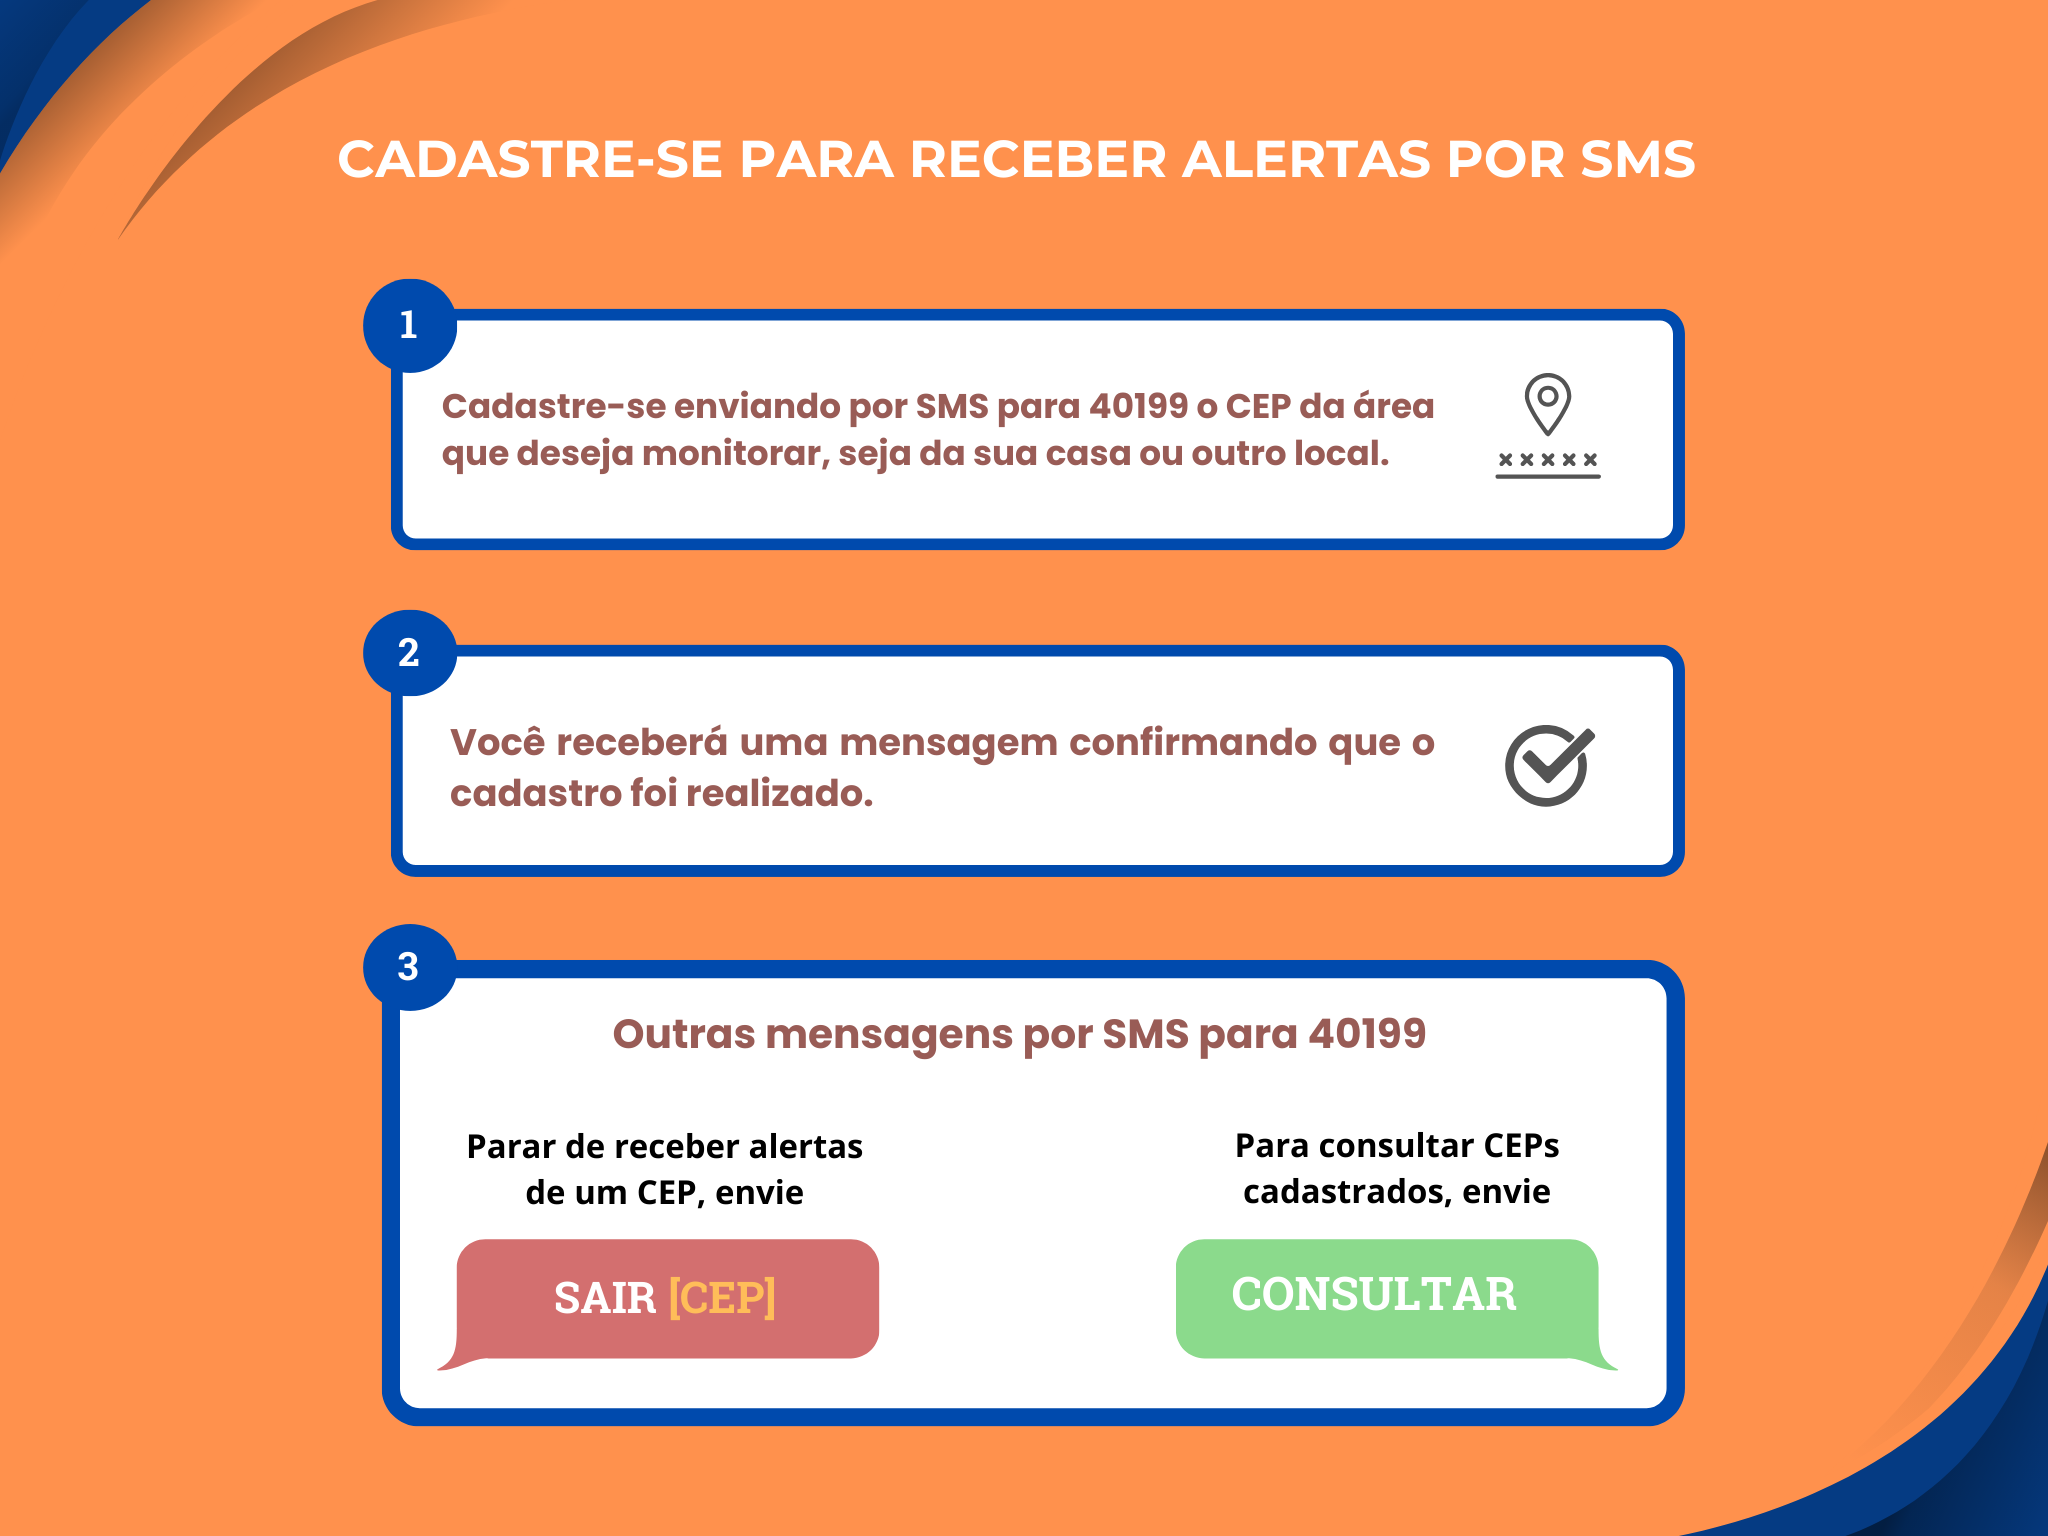 CADASTRE-SE PARA RECEBER ALERTAS POR SMS
1
Cadastre-se enviando por SMS para 40199 o CEP da área
que deseja monitorar, seja da sua casa ou outro local.
2
Você receberá uma mensagem confirmando que o
cadastro foi realizado.
3
Outras mensagens por SMS para 40199
Parar de receber alertas
de um CEP, envie
SAIR [CEP]
Para consultar CEPs
cadastrados, envie
CONSULTAR